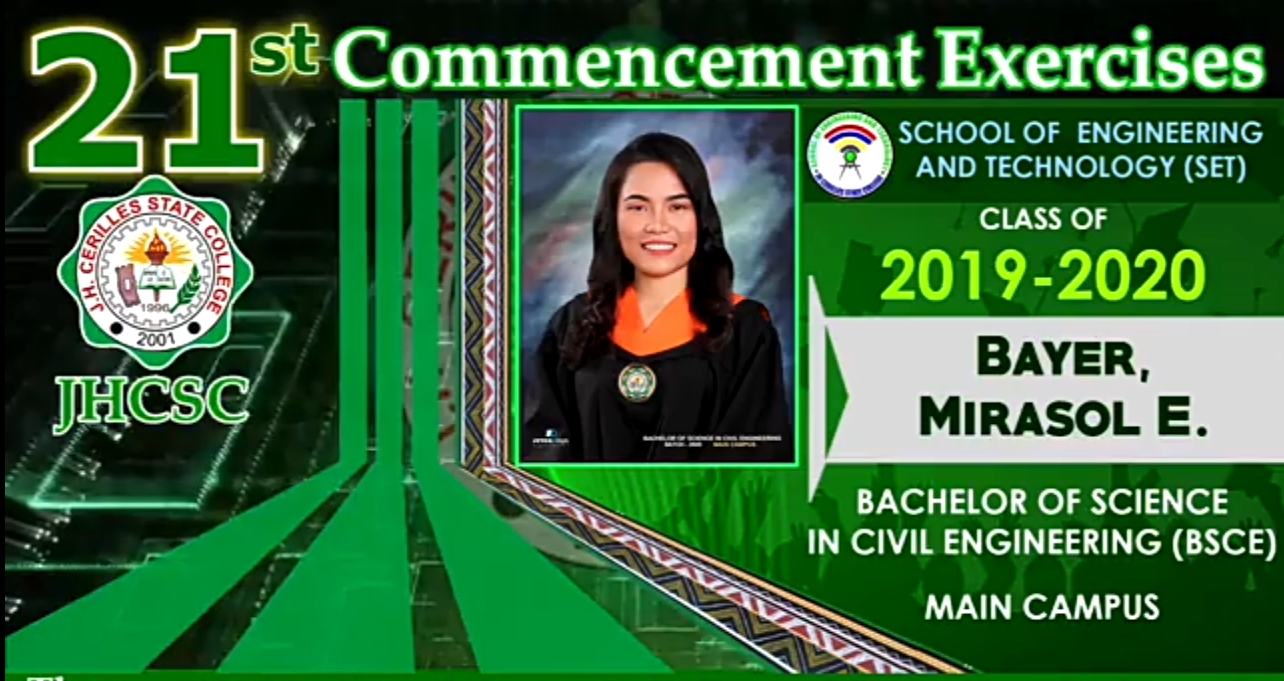 21st Commencement Exercises
J.H. CERILLES STATE COLLEGE
1996
2001
JHCSC
SCHOOL OF ENGINEERING
AND TECHNOLOGY (SET)
CLASS OF
2019-2020
BAYER,
MIRASOL E.
BACHELOR OF SCIENCE IN CIVIL ENGINEERING
BATCH - 2020 MAIN CAMPUS
BACHELOR OF SCIENCE
IN CIVIL ENGINEERING (BSCE)
MAIN CAMPUS